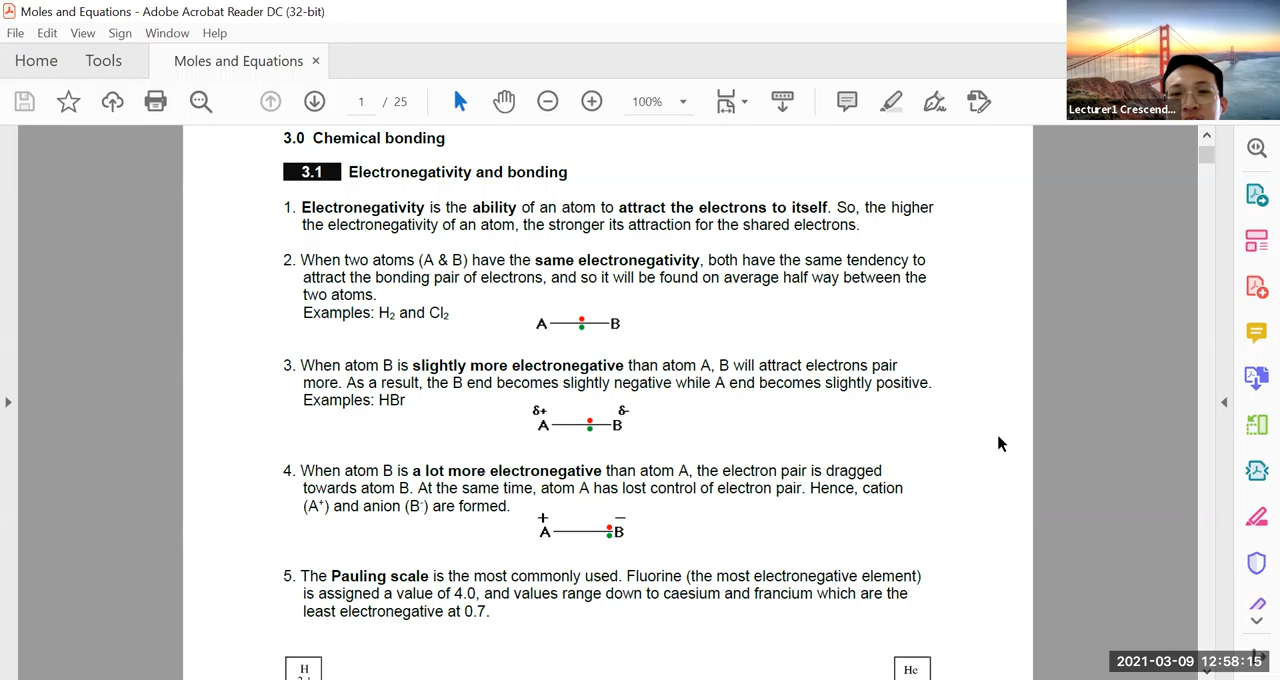 Moles and Equations - Adobe Acrobat Reader DC (32-bit)
File Edit View Sign Window Help
Home Tools Moles and Equations ×
1 / 25 100%
Lecturer1 Crescend...
3.0 Chemical bonding
3.1 Electronegativity and bonding
1. Electronegativity is the ability of an atom to attract the electrons to itself. So, the higher
the electronegativity of an atom, the stronger its attraction for the shared electrons.
2. When two atoms (A & B) have the same electronegativity, both have the same tendency to
attract the bonding pair of electrons, and so it will be found on average half way between the
two atoms.
Examples: H₂ and Cl₂
A B
3. When atom B is slightly more electronegative than atom A, B will attract electrons pair
more. As a result, the B end becomes slightly negative while A end becomes slightly positive.
Examples: HBr
δ+ δ-
A B
4. When atom B is a lot more electronegative than atom A, the electron pair is dragged
towards atom B. At the same time, atom A has lost control of electron pair. Hence, cation
(A⁺) and anion (B⁻) are formed.
+ −
A B
5. The Pauling scale is the most commonly used. Fluorine (the most electronegative element)
is assigned a value of 4.0, and values range down to caesium and francium which are the
least electronegative at 0.7.
H He
2021-03-09 12:58:15